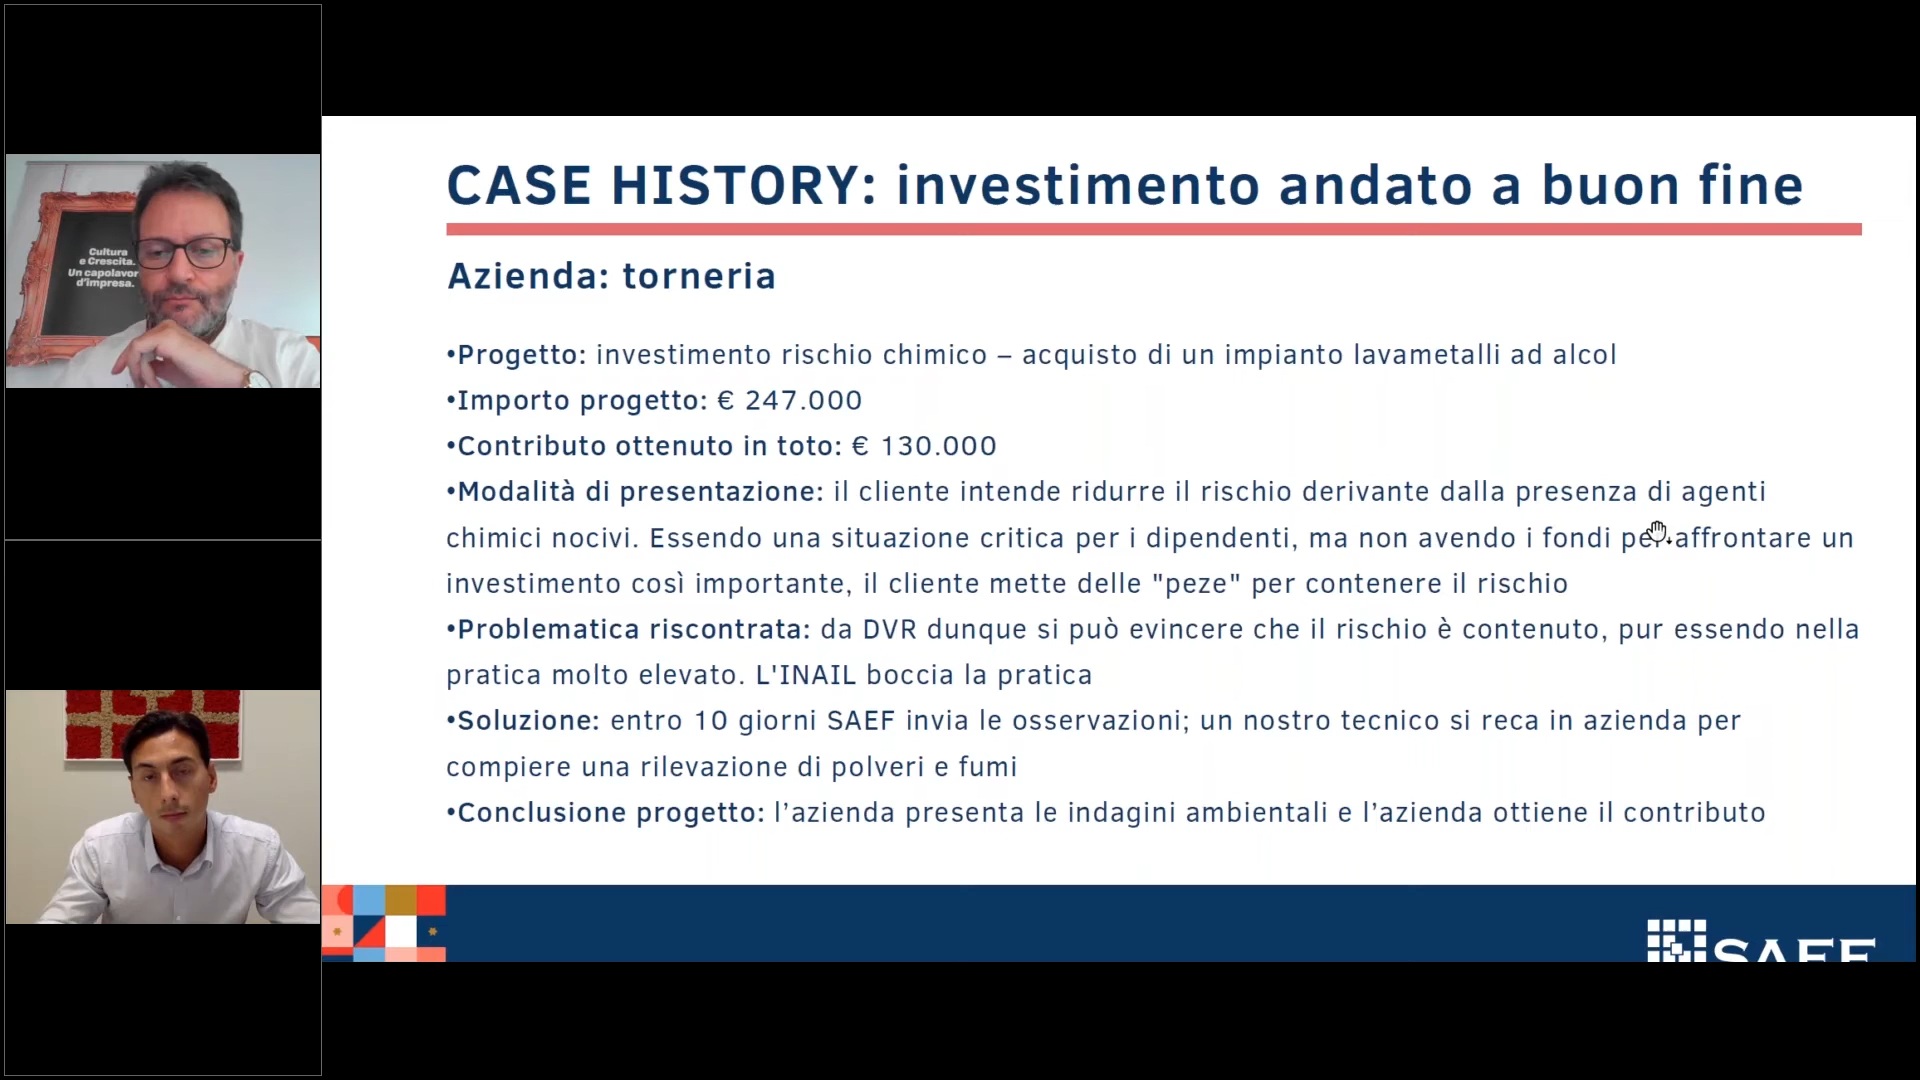 Cultura
e Crescita.
Un capolavor
d'impresa.
CASE HISTORY: investimento andato a buon fine
Azienda: torneria
•Progetto: investimento rischio chimico – acquisto di un impianto lavametalli ad alcol
•Importo progetto: € 247.000
•Contributo ottenuto in toto: € 130.000
•Modalità di presentazione: il cliente intende ridurre il rischio derivante dalla presenza di agenti
chimici nocivi. Essendo una situazione critica per i dipendenti, ma non avendo i fondi per affrontare un
investimento così importante, il cliente mette delle "peze" per contenere il rischio
•Problematica riscontrata: da DVR dunque si può evincere che il rischio è contenuto, pur essendo nella
pratica molto elevato. L'INAIL boccia la pratica
•Soluzione: entro 10 giorni SAEF invia le osservazioni; un nostro tecnico si reca in azienda per
compiere una rilevazione di polveri e fumi
•Conclusione progetto: l’azienda presenta le indagini ambientali e l’azienda ottiene il contributo
SAEF